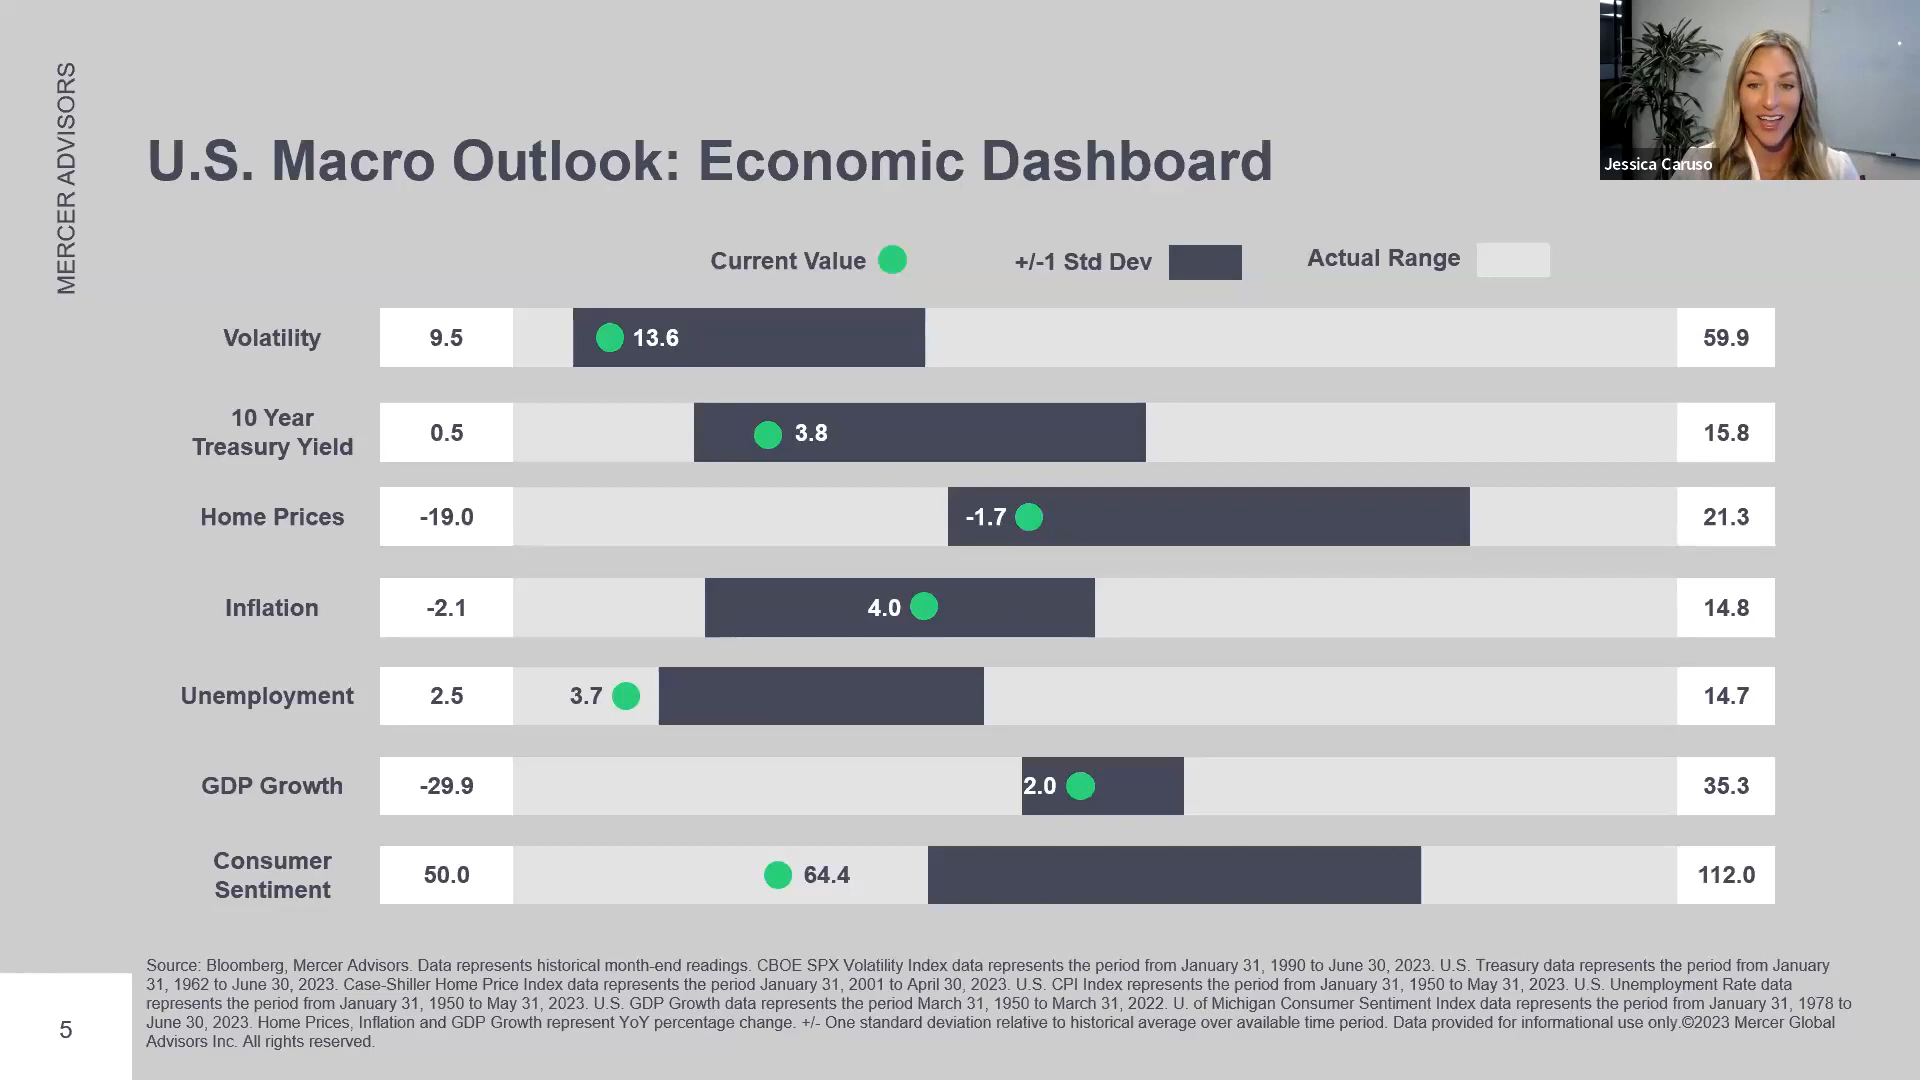 MERCER ADVISORS
U.S. Macro Outlook: Economic Dashboard
Jessica Caruso
Current Value
+/-1 Std Dev
Actual Range
Volatility
9.5
13.6
59.9
10 Year
Treasury Yield
0.5
3.8
15.8
Home Prices
-19.0
-1.7
21.3
Inflation
-2.1
4.0
14.8
Unemployment
2.5
3.7
14.7
GDP Growth
-29.9
2.0
35.3
Consumer
Sentiment
50.0
64.4
112.0
Source: Bloomberg, Mercer Advisors. Data represents historical month-end readings. CBOE SPX Volatility Index data represents the period from January 31, 1990 to June 30, 2023. U.S. Treasury data represents the period from January
31, 1962 to June 30, 2023. Case-Shiller Home Price Index data represents the period January 31, 2001 to April 30, 2023. U.S. CPI Index represents the period from January 31, 1950 to May 31, 2023. U.S. Unemployment Rate data
represents the period from January 31, 1950 to May 31, 2023. U.S. GDP Growth data represents the period March 31, 1950 to March 31, 2022. U. of Michigan Consumer Sentiment Index data represents the period from January 31, 1978 to
June 30, 2023. Home Prices, Inflation and GDP Growth represent YoY percentage change. +/- One standard deviation relative to historical average over available time period. Data provided for informational use only.©2023 Mercer Global
Advisors Inc. All rights reserved.
5